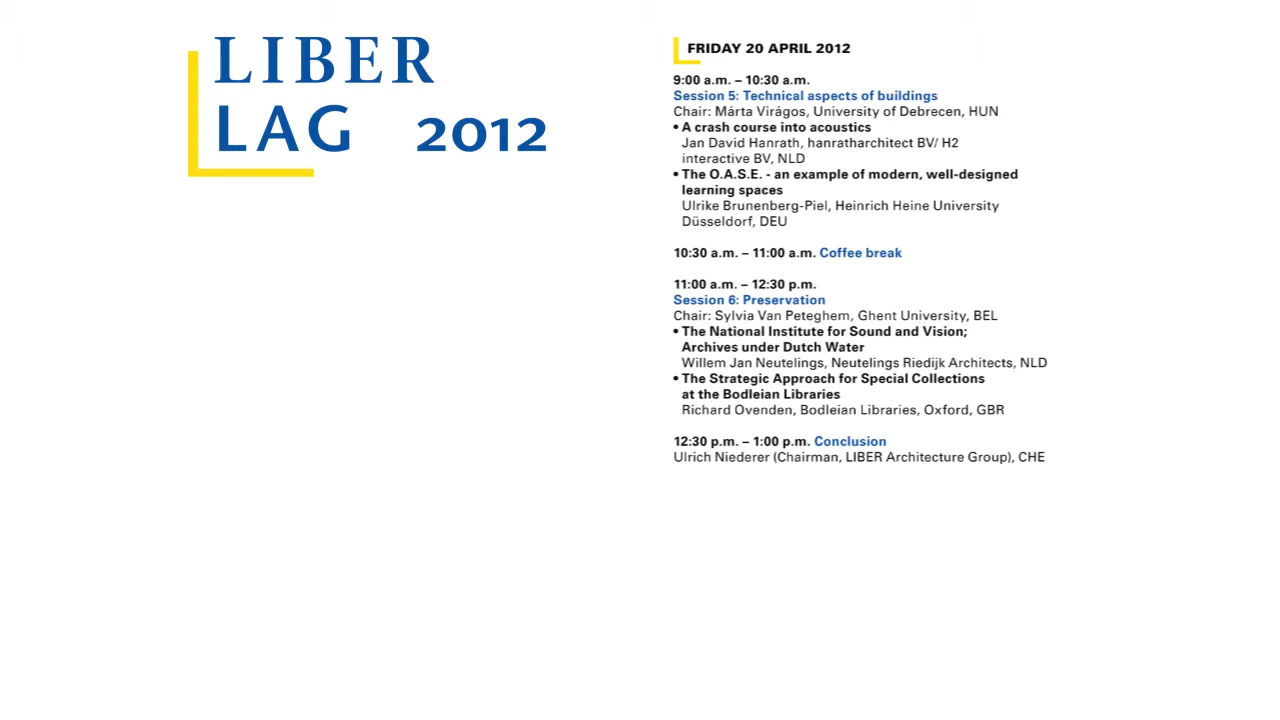 LIBER
LAG 2012
FRIDAY 20 APRIL 2012
9:00 a.m. – 10:30 a.m.
Session 5: Technical aspects of buildings
Chair: Márta Virágos, University of Debrecen, HUN
• A crash course into acoustics
Jan David Hanrath, hanratharchitect BV/ H2
interactive BV, NLD
• The O.A.S.E. - an example of modern, well-designed
learning spaces
Ulrike Brunenberg-Piel, Heinrich Heine University
Düsseldorf, DEU
10:30 a.m. – 11:00 a.m. Coffee break
11:00 a.m. – 12:30 p.m.
Session 6: Preservation
Chair: Sylvia Van Peteghem, Ghent University, BEL
• The National Institute for Sound and Vision;
Archives under Dutch Water
Willem Jan Neutelings, Neutelings Riedijk Architects, NLD
• The Strategic Approach for Special Collections
at the Bodleian Libraries
Richard Ovenden, Bodleian Libraries, Oxford, GBR
12:30 p.m. – 1:00 p.m. Conclusion
Ulrich Niederer (Chairman, LIBER Architecture Group), CHE